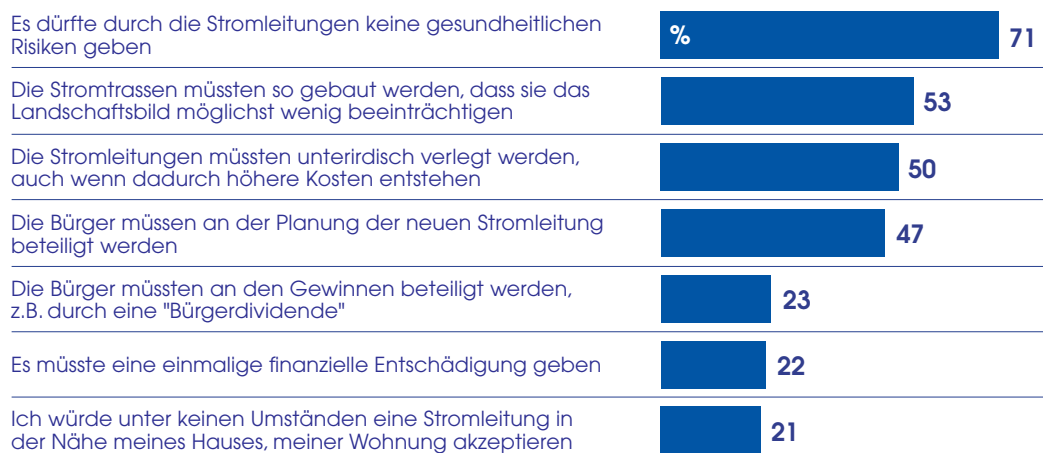 Es dürfte durch die Stromleitungen keine gesundheitlichen
Risiken geben
%
71
Die Stromtrassen müssten so gebaut werden, dass sie das
Landschaftsbild möglichst wenig beeinträchtigen
53
Die Stromleitungen müssten unterirdisch verlegt werden,
auch wenn dadurch höhere Kosten entstehen
50
Die Bürger müssen an der Planung der neuen Stromleitung
beteiligt werden
47
Die Bürger müssten an den Gewinnen beteiligt werden,
z.B. durch eine "Bürgerdividende"
23
Es müsste eine einmalige finanzielle Entschädigung geben
22
Ich würde unter keinen Umständen eine Stromleitung in
der Nähe meines Hauses, meiner Wohnung akzeptieren
21